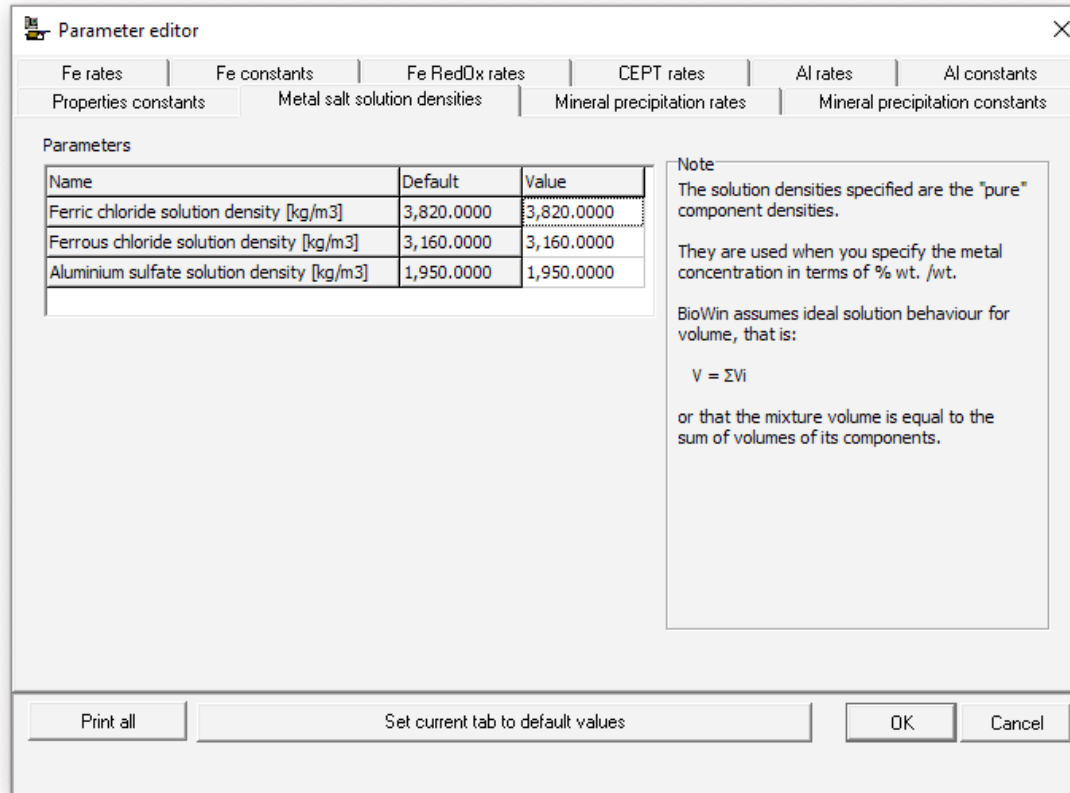 Parameter editor
Fe rates Fe constants Fe RedOx rates CEPT rates Al rates Al constants
Properties constants Metal salt solution densities Mineral precipitation rates Mineral precipitation constants
Parameters
Name Default Value
Ferric chloride solution density [kg/m3] 3,820.0000 3,820.0000
Ferrous chloride solution density [kg/m3] 3,160.0000 3,160.0000
Aluminium sulfate solution density [kg/m3] 1,950.0000 1,950.0000
Note
The solution densities specified are the "pure"
component densities.
They are used when you specify the metal
concentration in terms of % wt. /wt.
BioWin assumes ideal solution behaviour for
volume, that is:
V = ΣVi
or that the mixture volume is equal to the
sum of volumes of its components.
Print all Set current tab to default values OK Cancel